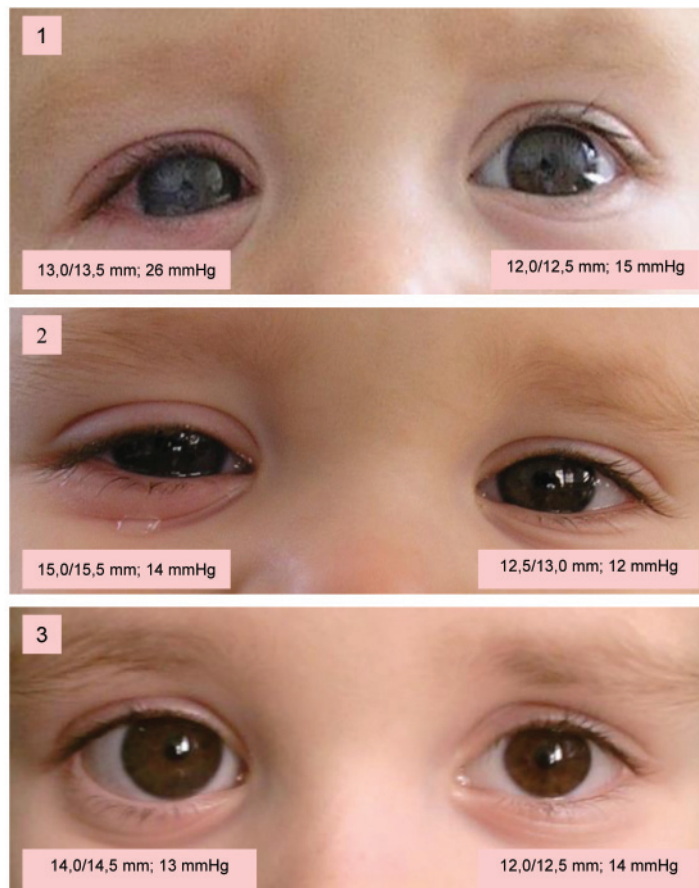 1
13,0/13,5 mm; 26 mmHg
12,0/12,5 mm; 15 mmHg
2
15,0/15,5 mm; 14 mmHg
12,5/13,0 mm; 12 mmHg
3
14,0/14,5 mm; 13 mmHg
12,0/12,5 mm; 14 mmHg